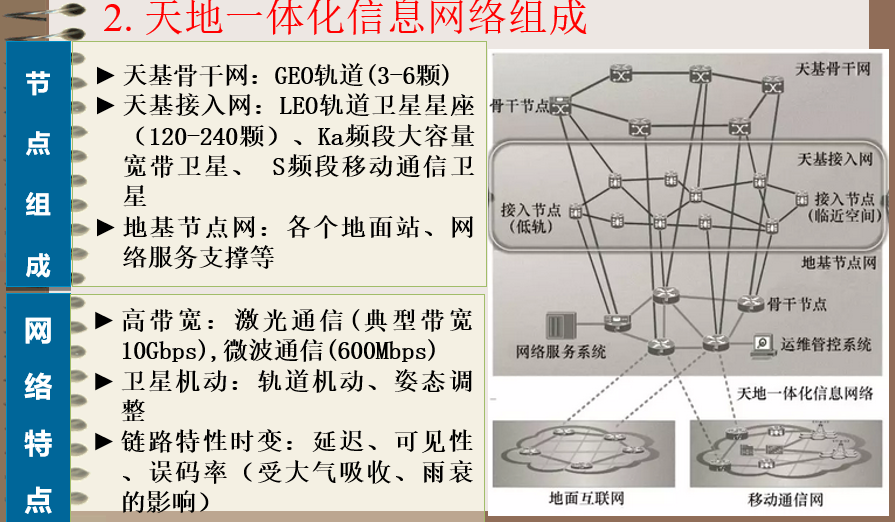 2. 天地一体化信息网络组成
节
点
组
成
►天基骨干网：GEO轨道(3-6颗)
►天基接入网：LEO轨道卫星星座
（120-240颗）、Ka频段大容量
宽带卫星、 S频段移动通信卫
星
►地基节点网：各个地面站、网
络服务支撑等
网
络
特
点
►高带宽：激光通信(典型带宽
10Gbps),微波通信(600Mbps)
►卫星机动：轨道机动、姿态调
整
►链路特性时变：延迟、可见性
、误码率（受大气吸收、雨衰
的影响）
天基骨干网
骨干节点
天基接入网
接入节点
(低轨)
接入节点
(临近空间)
地基节点网
骨干节点
网络服务系统
运维管控系统
天地一体化信息网络
地面互联网
移动通信网